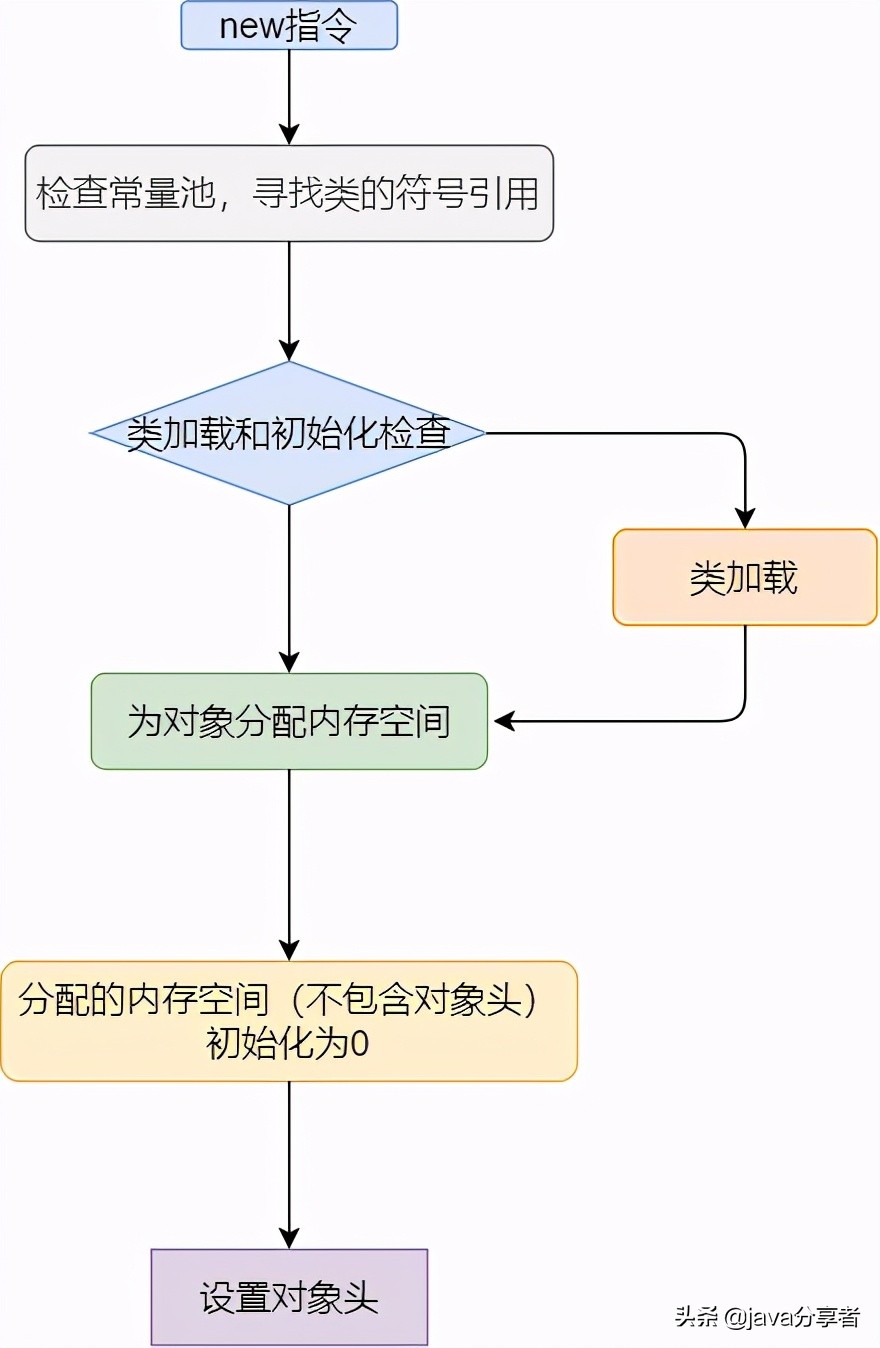 new指令
检查常量池，寻找类的符号引用
类加载和初始化检查
类加载
为对象分配内存空间
分配的内存空间（不包含对象头）
初始化为0
设置对象头
头条 @java分享者